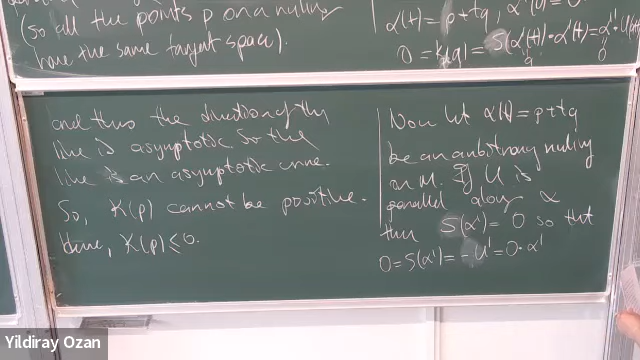 (so all the points p on a ruling
have the same tangent space).
α(t) = p + tq,
0 = k(q) = S(α'(t))·α'(t) = α''·U(
and thus the direction of the
line is asymptotic. So the
line is an asymptotic curve.
So, K(p) cannot be positive.
Hence, K(p) ≤ 0.
Now let α(t) = p + tq
be an arbitrary ruling
on M. If U is
parallel along α
then S(α') = 0 so that
0 = S(α') = -U' = 0·α'
Yildiray Ozan